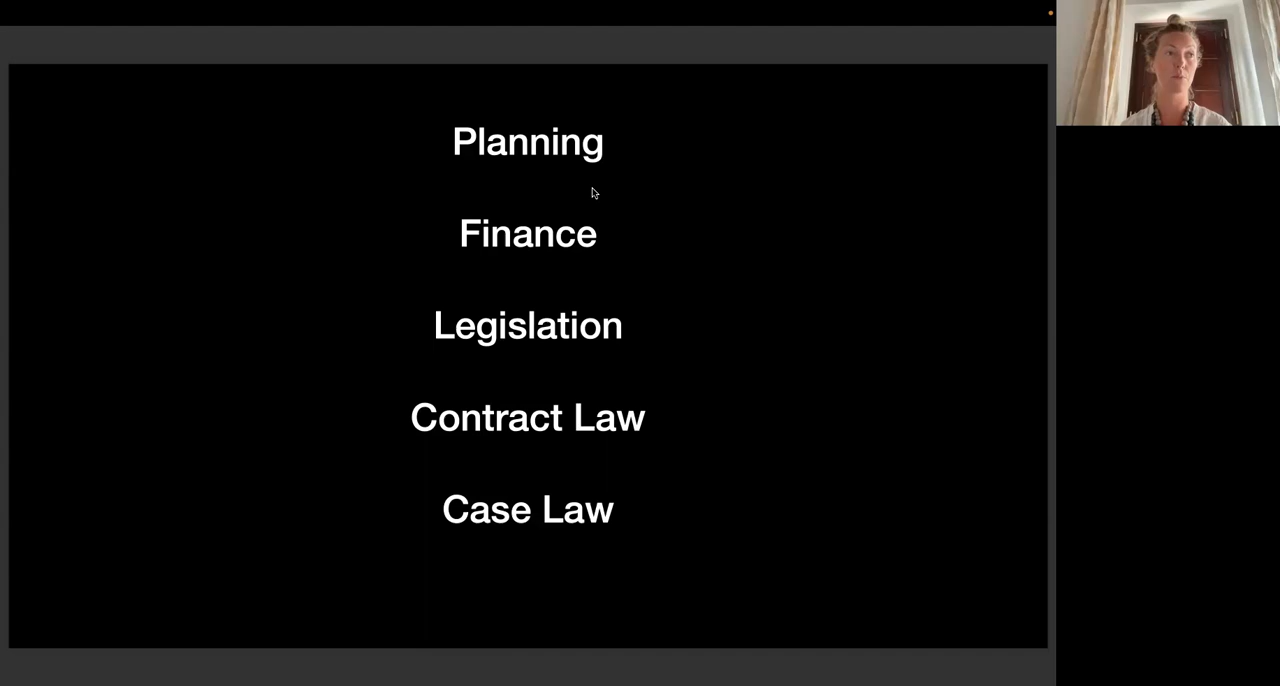 Planning
Finance
Legislation
Contract Law
Case Law